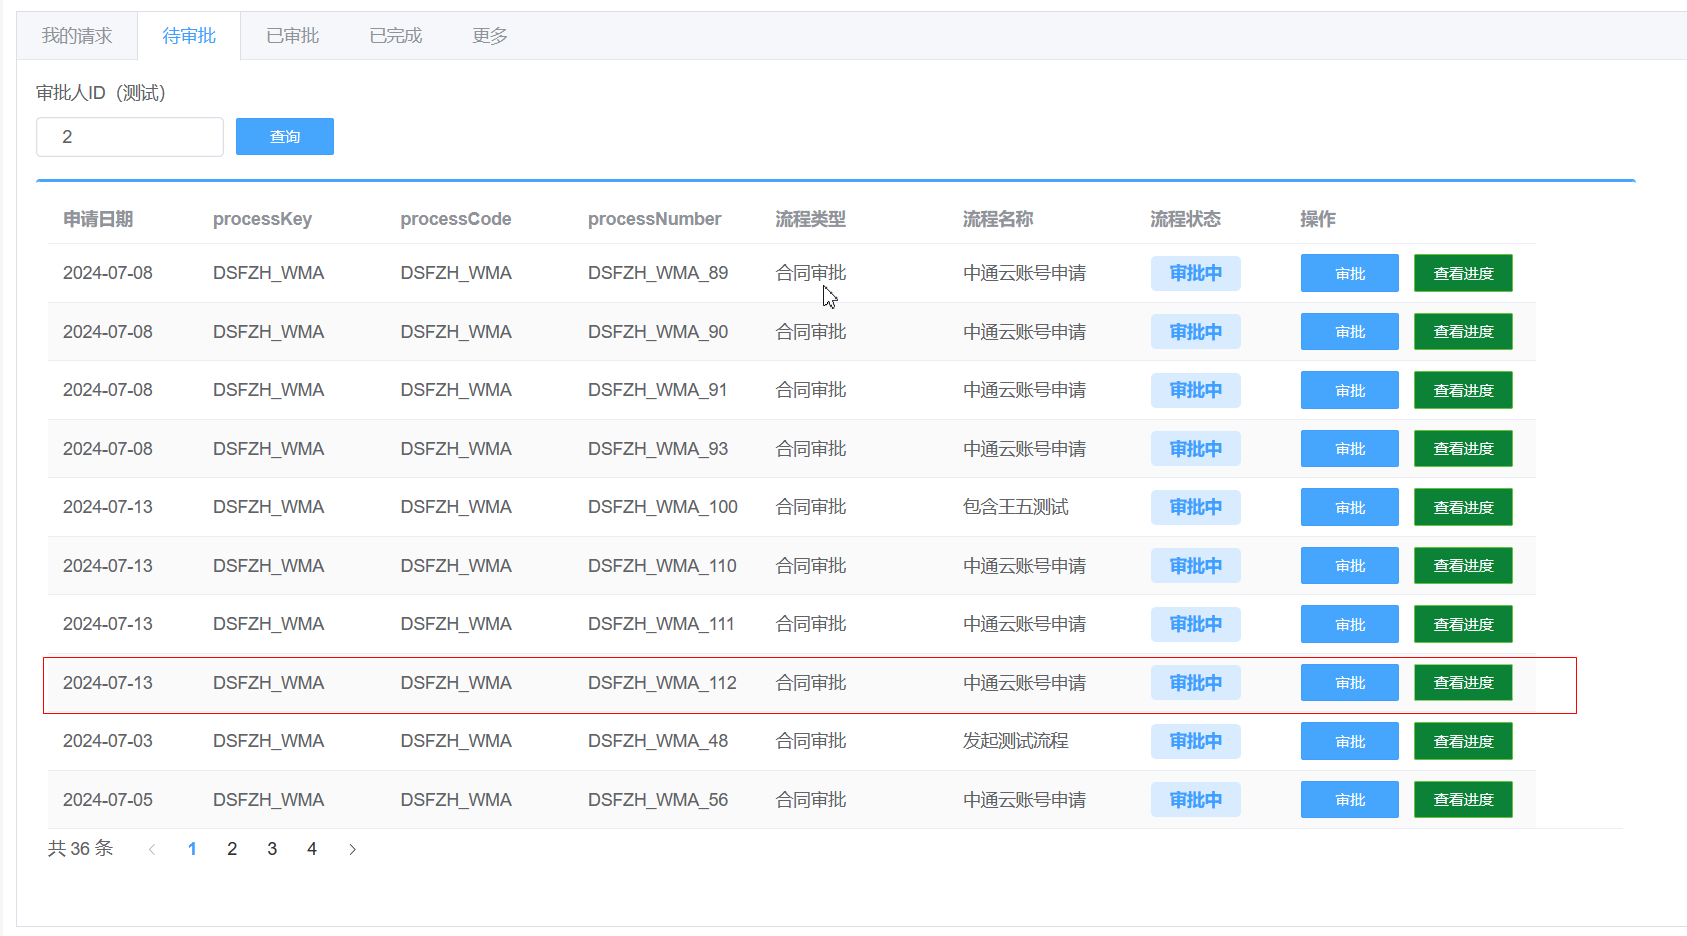 我的请求 待审批 已审批 已完成 更多
审批人ID（测试）
2 查询
申请日期 processKey processCode processNumber 流程类型 流程名称 流程状态 操作
2024-07-08 DSFZH_WMA DSFZH_WMA DSFZH_WMA_89 合同审批 中通云账号申请 审批中 审批 查看进度
2024-07-08 DSFZH_WMA DSFZH_WMA DSFZH_WMA_90 合同审批 中通云账号申请 审批中 审批 查看进度
2024-07-08 DSFZH_WMA DSFZH_WMA DSFZH_WMA_91 合同审批 中通云账号申请 审批中 审批 查看进度
2024-07-08 DSFZH_WMA DSFZH_WMA DSFZH_WMA_93 合同审批 中通云账号申请 审批中 审批 查看进度
2024-07-13 DSFZH_WMA DSFZH_WMA DSFZH_WMA_100 合同审批 包含王五测试 审批中 审批 查看进度
2024-07-13 DSFZH_WMA DSFZH_WMA DSFZH_WMA_110 合同审批 中通云账号申请 审批中 审批 查看进度
2024-07-13 DSFZH_WMA DSFZH_WMA DSFZH_WMA_111 合同审批 中通云账号申请 审批中 审批 查看进度
2024-07-13 DSFZH_WMA DSFZH_WMA DSFZH_WMA_112 合同审批 中通云账号申请 审批中 审批 查看进度
2024-07-03 DSFZH_WMA DSFZH_WMA DSFZH_WMA_48 合同审批 发起测试流程 审批中 审批 查看进度
2024-07-05 DSFZH_WMA DSFZH_WMA DSFZH_WMA_56 合同审批 中通云账号申请 审批中 审批 查看进度
共 36 条 1 2 3 4